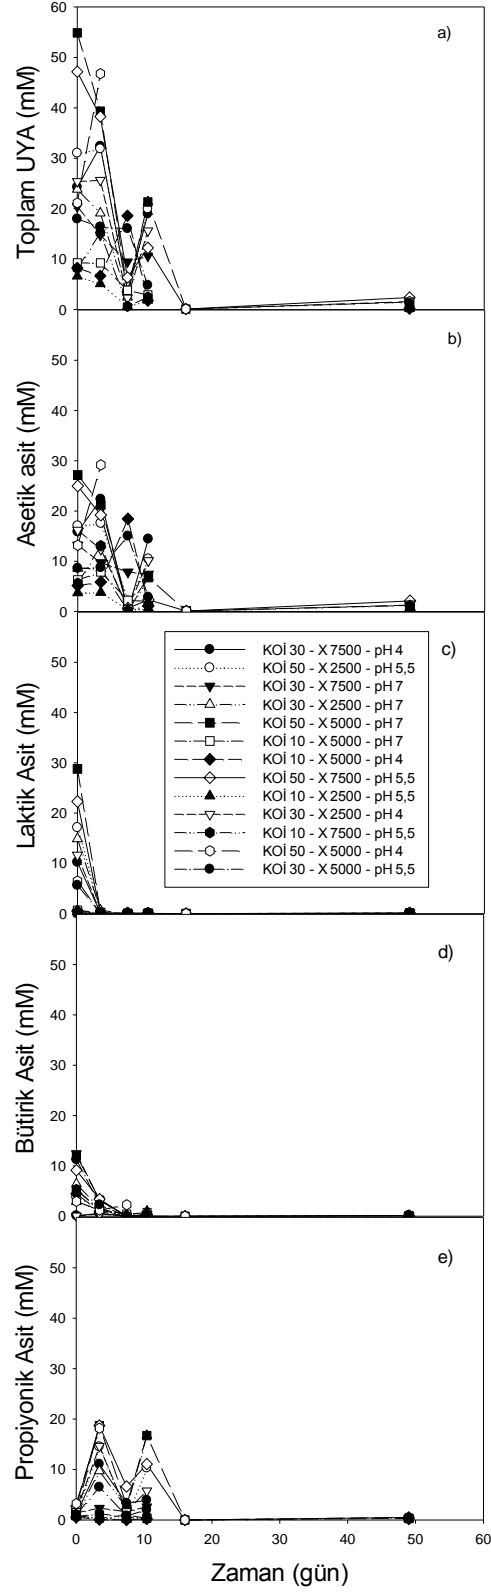 60
a)
50
40
30
20
10
0
Toplam UYA (mM)
b)
50
40
30
20
10
0
Asetik asit (mM)
c)
50
40
30
20
10
0
Laktik Asit (mM)
KOİ 30 - X 7500 - pH 4
KOİ 50 - X 2500 - pH 5,5
KOİ 30 - X 7500 - pH 7
KOİ 30 - X 2500 - pH 7
KOİ 50 - X 5000 - pH 7
KOİ 10 - X 5000 - pH 7
KOİ 10 - X 5000 - pH 4
KOİ 50 - X 7500 - pH 5,5
KOİ 10 - X 2500 - pH 5,5
KOİ 30 - X 2500 - pH 4
KOİ 10 - X 7500 - pH 5,5
KOİ 50 - X 5000 - pH 4
KOİ 30 - X 5000 - pH 5,5
d)
50
40
30
20
10
0
Bütirik Asit (mM)
e)
50
40
30
20
10
0
Propiyonik Asit (mM)
0 10 20 30 40 50 60
Zaman (gün)